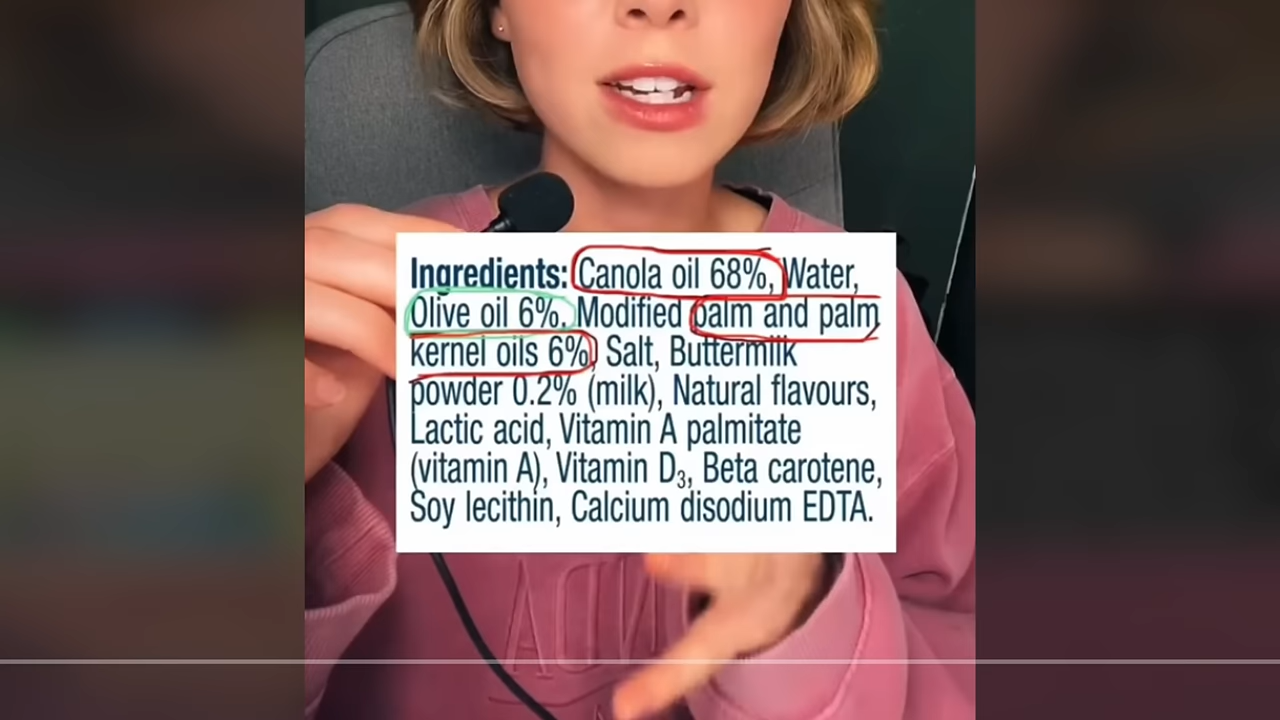 Ingredients: Canola oil 68%, Water,
Olive oil 6%, Modified palm and palm
kernel oils 6%, Salt, Buttermilk
powder 0.2% (milk), Natural flavours,
Lactic acid, Vitamin A palmitate
(vitamin A), Vitamin D₃, Beta carotene,
Soy lecithin, Calcium disodium EDTA.